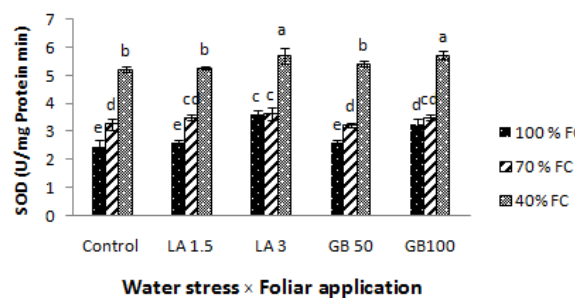 SOD (U/mg Protein min)
7
6
5
4
3
2
1
0
e d b
e cd b
c c a
e d b
d cd a
Control LA 1.5 LA 3 GB 50 GB100
Water stress × Foliar application
100 % F
70 % FC
40% FC